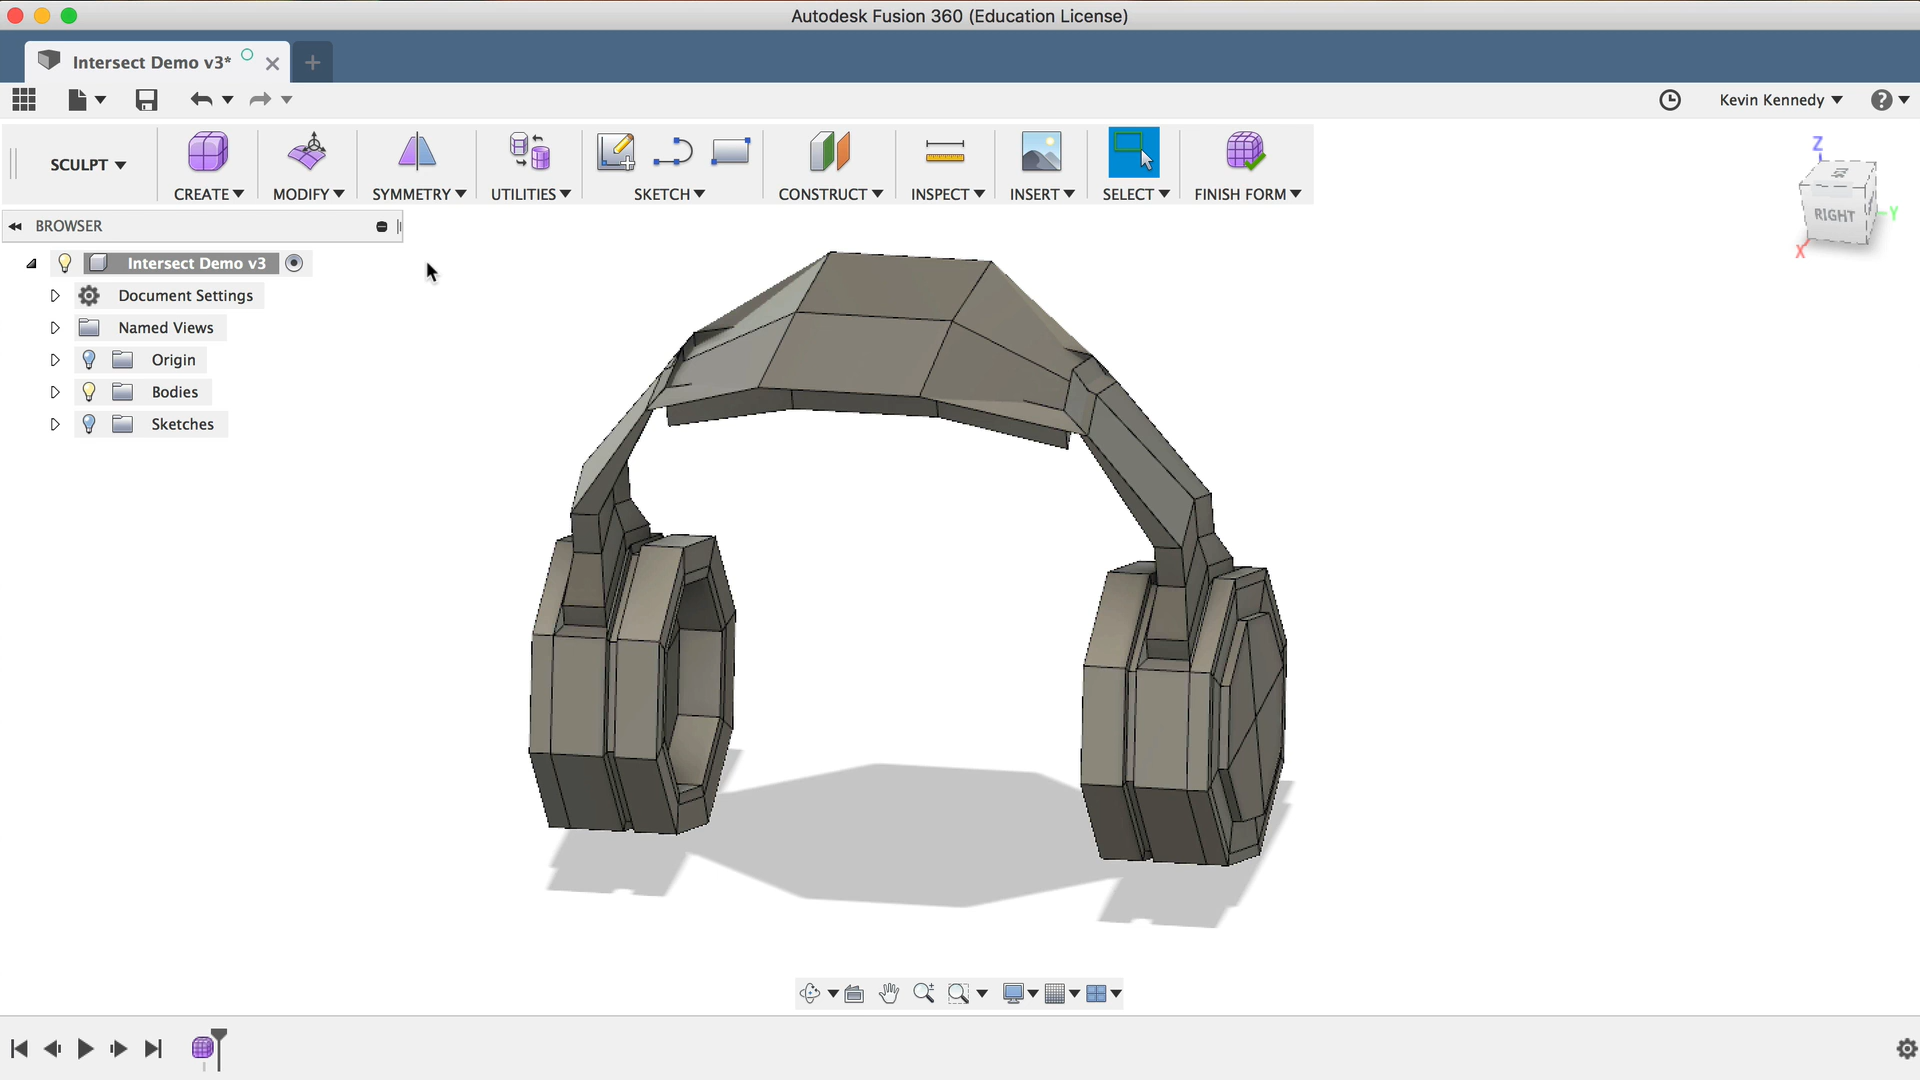 Autodesk Fusion 360 (Education License)
Intersect Demo v3*
Kevin Kennedy
?
SCULPT
CREATE
MODIFY
SYMMETRY
UTILITIES
SKETCH
CONSTRUCT
INSPECT
INSERT
SELECT
FINISH FORM
BROWSER
Intersect Demo v3
Document Settings
Named Views
Origin
Bodies
Sketches
Z
RIGHT
Y
X